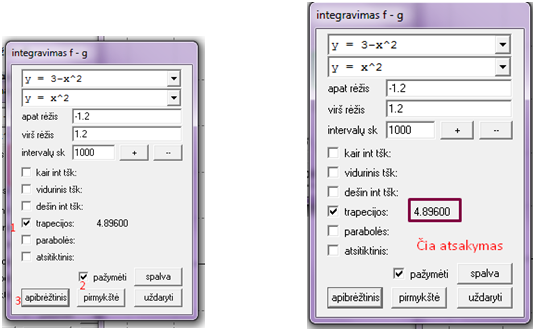 integravimas f - g
y = 3-x^2
y = x^2
apat rėžis -1.2
virš rėžis 1.2
intervalų sk 1000 + --
kair int tšk:
vidurinis tšk:
dešin int tšk:
1 trapecijos: 4.89600
parabolės:
atsitiktinis:
2 pažymėti spalva
3 apibrėžtinis pirmykštė uždaryti
integravimas f - g
y = 3-x^2
y = x^2
apat rėžis -1.2
virš rėžis 1.2
intervalų sk 1000 + --
kair int tšk:
vidurinis tšk:
dešin int tšk:
trapecijos: 4.89600
parabolės:
Čia atsakymas
atsitiktinis:
pažymėti spalva
apibrėžtinis pirmykštė uždaryti